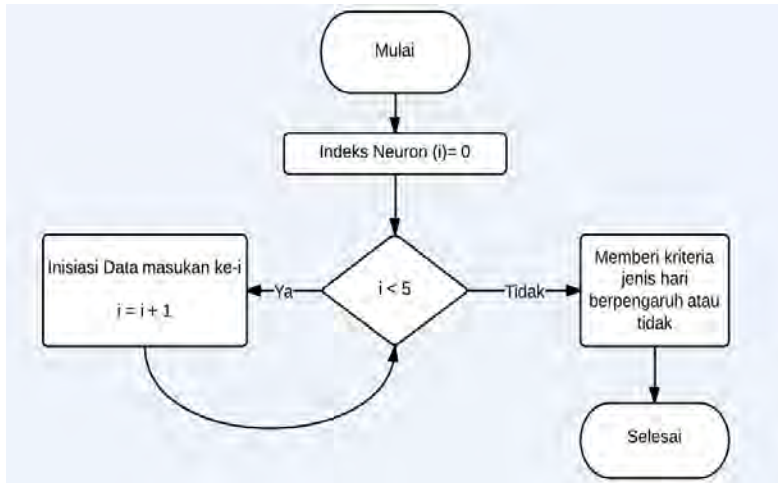 Mulai
Indeks Neuron (i)= 0
i < 5
Ya
Inisiasi Data masukan ke-i
i = i + 1
Tidak
Memberi kriteria
jenis hari
berpengaruh atau
tidak
Selesai